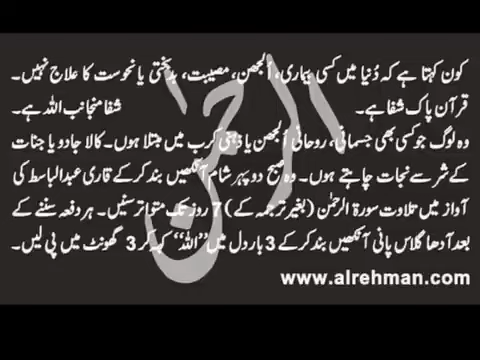 کون کہتا ہے کہ دُنیا میں کسی بیماری، اُلجھن، مصیبت، بدبختی یا نحوست کا علاج نہیں۔
قرآن پاک شفا ہے۔ شفا منجانب اللہ ہے۔
وہ لوگ جو کسی بھی جسمانی، روحانی اُلجھن یا ذہنی کرب میں مبتلا ہوں۔ کالا جادو یا جنات
کے شر سے نجات چاہتے ہوں۔ وہ صبح دوپہر شام آنکھیں بند کر کے قاری عبدالباسط کی
آواز میں تلاوت سورۃ الرحمٰن (بغیر ترجمہ کے) 7 روز تک متواتر سنیں۔ ہر دفعہ سننے کے
بعد آدھا گلاس پانی آنکھیں بند کر کے 3 بار دل میں ”اللہ“ کہہ کر 3 گھونٹ میں پی لیں۔
www.alrehman.com
الرحمٰن